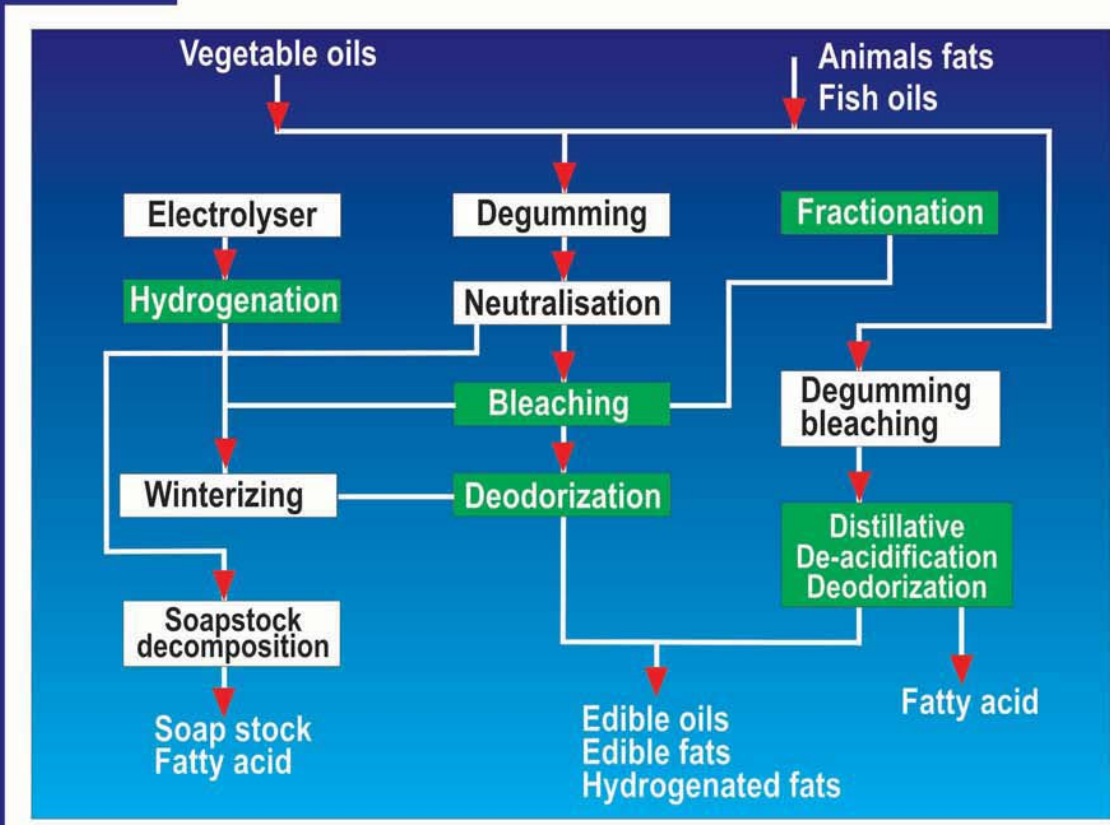 Vegetable oils
Animals fats
Fish oils
Electrolyser
Degumming
Fractionation
Hydrogenation
Neutralisation
Bleaching
Degumming
bleaching
Winterizing
Deodorization
Distillative
De-acidification
Deodorization
Soapstock
decomposition
Soap stock
Fatty acid
Edible oils
Edible fats
Hydrogenated fats
Fatty acid